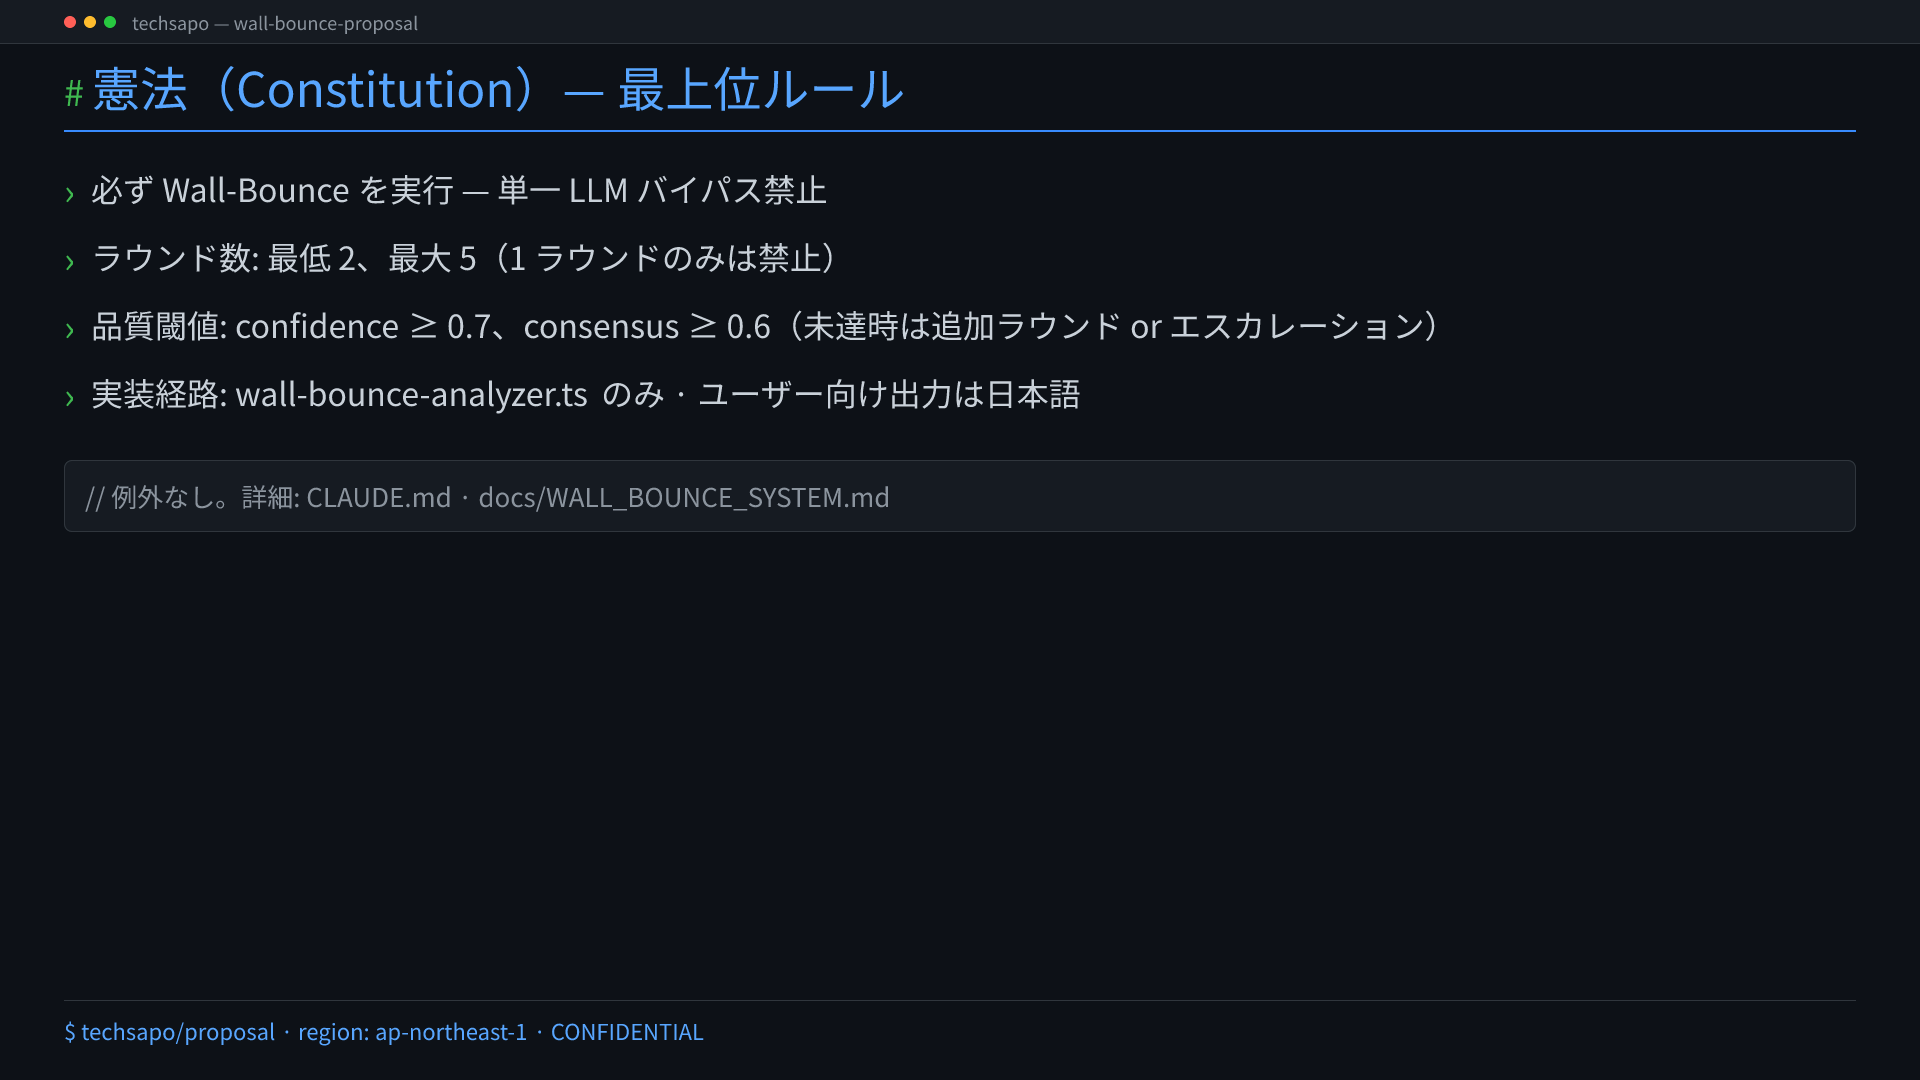 techsapo — wall-bounce-proposal
# 憲法（Constitution）— 最上位ルール
› 必ず Wall-Bounce を実行 — 単一 LLM バイパス禁止
› ラウンド数: 最低 2、最大 5（1 ラウンドのみは禁止）
› 品質閾値: confidence ≥ 0.7、consensus ≥ 0.6（未達時は追加ラウンド or エスカレーション）
› 実装経路: wall-bounce-analyzer.ts のみ · ユーザー向け出力は日本語
// 例外なし。詳細: CLAUDE.md · docs/WALL_BOUNCE_SYSTEM.md
$ techsapo/proposal · region: ap-northeast-1 · CONFIDENTIAL